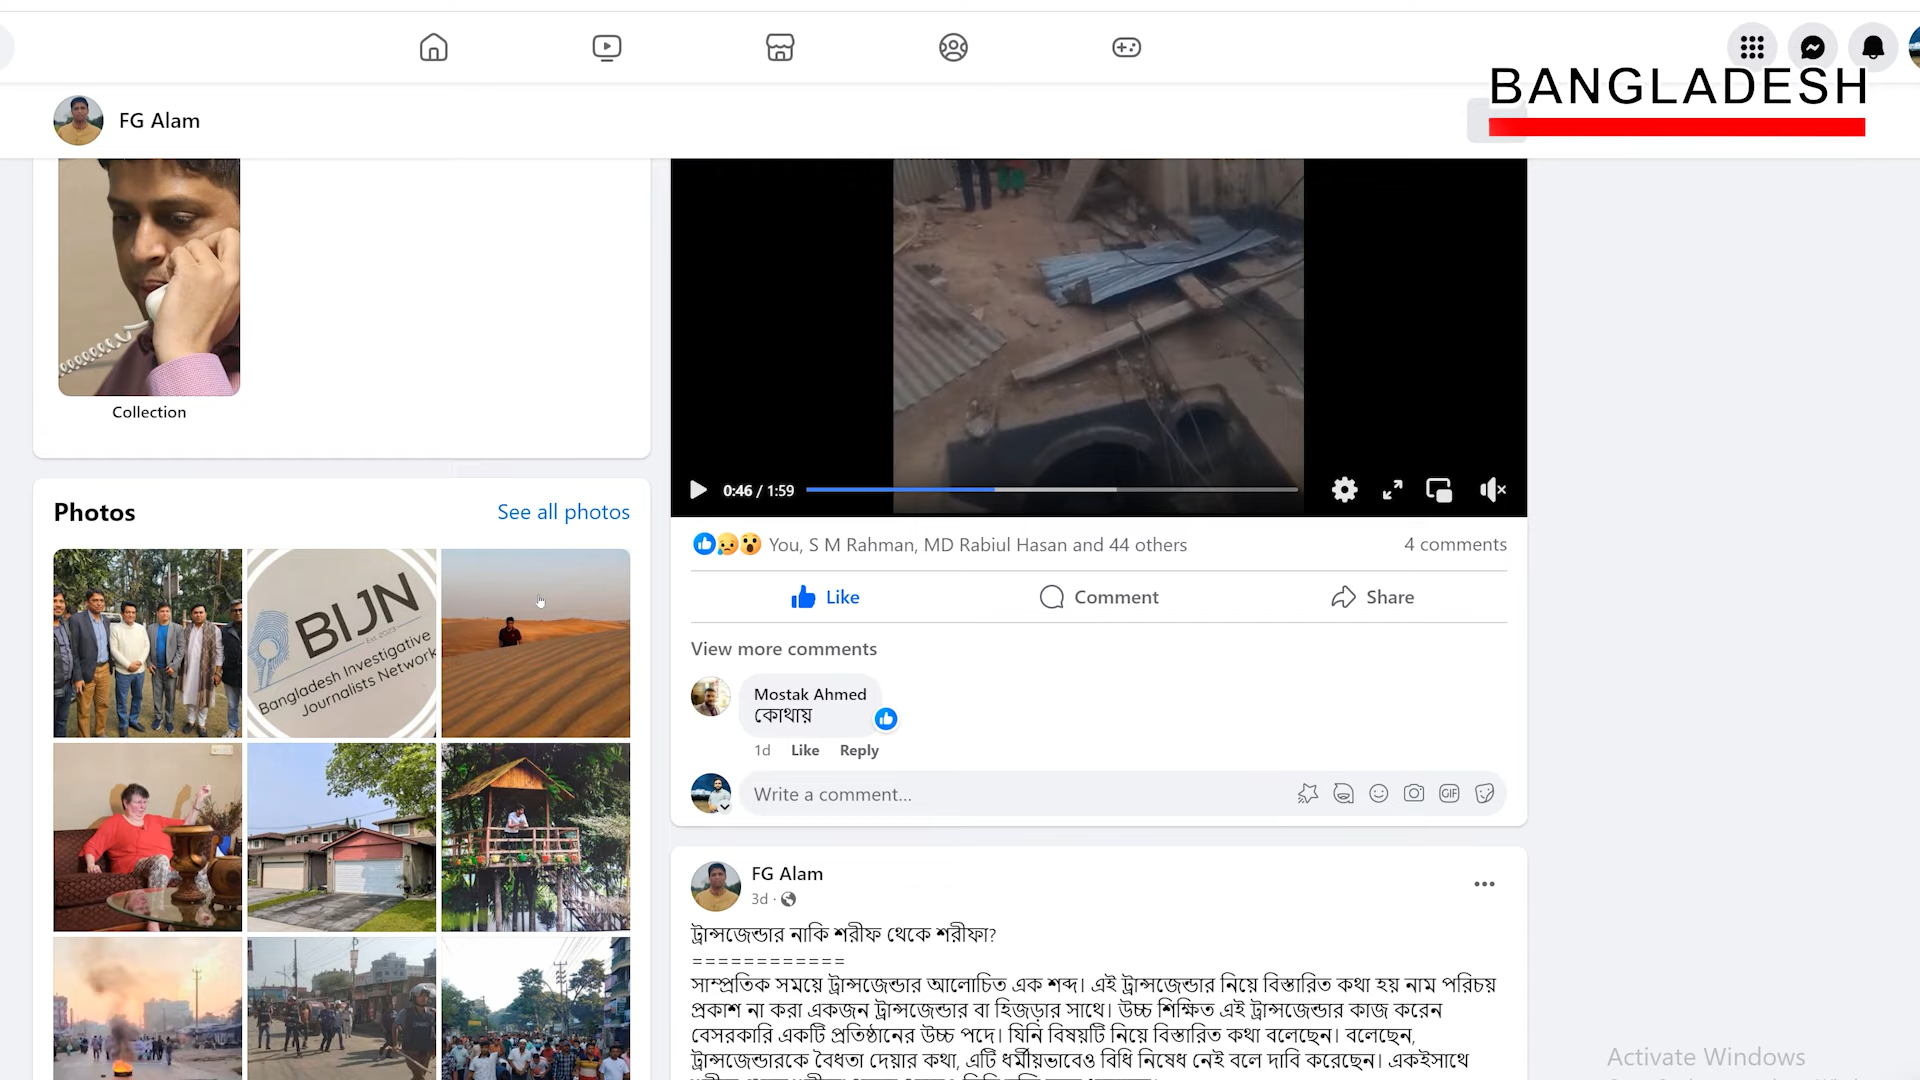 BANGLADESH
FG Alam
Collection
Photos
See all photos
BIJN
Est. 2023
Bangladesh Investigative
Journalists Network
0:46 / 1:59
You, S M Rahman, MD Rabiul Hasan and 44 others
4 comments
Like
Comment
Share
View more comments
Mostak Ahmed
কোথায়
1d Like Reply
Write a comment...
GIF
FG Alam
3d ·
ট্রান্সজেন্ডার নাকি শরীফ থেকে শরীফা?
============
সাম্প্রতিক সময়ে ট্রান্সজেন্ডার আলোচিত এক শব্দ। এই ট্রান্সজেন্ডার নিয়ে বিস্তারিত কথা হয় নাম পরিচয়
প্রকাশ না করা একজন ট্রান্সজেন্ডার বা হিজড়ার সাথে। উচ্চ শিক্ষিত এই ট্রান্সজেন্ডার কাজ করেন
বেসরকারি একটি প্রতিষ্ঠানের উচ্চ পদে। যিনি বিষয়টি নিয়ে বিস্তারিত কথা বলেছেন। বলেছেন,
ট্রান্সজেন্ডারকে বৈধতা দেয়ার কথা, এটি ধর্মীয়ভাবেও বিধি নিষেধ নেই বলে দাবি করেছেন। একইসাথে
Activate Windows